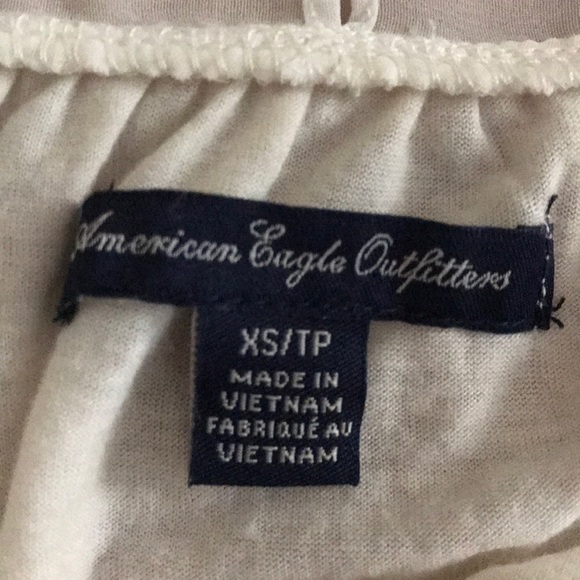 American Eagle Outfitters
XS/TP
MADE IN
VIETNAM
FABRIQUÉ AU
VIETNAM